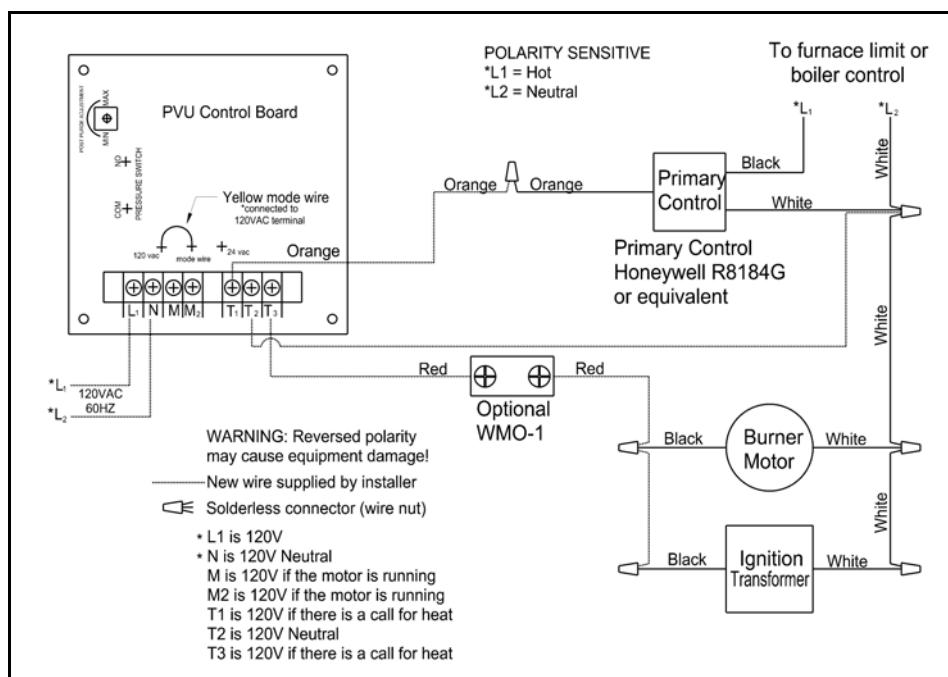 POLARITY SENSITIVE
*L1 = Hot
*L2 = Neutral
To furnace limit or
boiler control
*L1
*L2
PVU Control Board
POST PURGE ADJUSTMENT
MAX
MIN
NO
COM
PRESSURE SWITCH
Yellow mode wire
*connected to
120VAC terminal
120 vac
mode wire
24 vac
Orange
Orange
Orange
Primary
Control
Black
White
White
Primary Control
Honeywell R8184G
or equivalent
L1
N
M
M2
T1
T2
T3
*L1
120VAC
60HZ
*L2
Red
Red
Optional
WMO-1
White
Black
Burner
Motor
White
White
Black
Ignition
Transformer
White
WARNING: Reversed polarity
may cause equipment damage!
New wire supplied by installer
Solderless connector (wire nut)
* L1 is 120V
* N is 120V Neutral
M is 120V if the motor is running
M2 is 120V if the motor is running
T1 is 120V if there is a call for heat
T2 is 120V Neutral
T3 is 120V if there is a call for heat